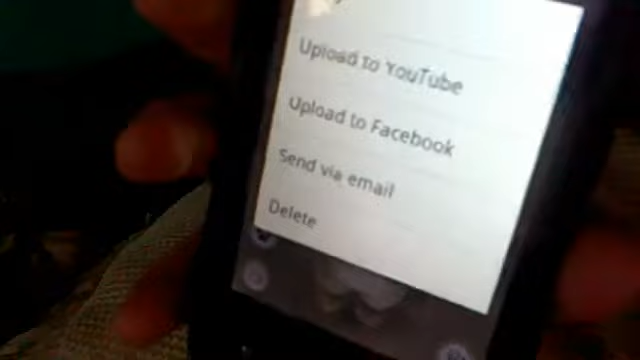 Upload to YouTube
Upload to Facebook
Send via email
Delete